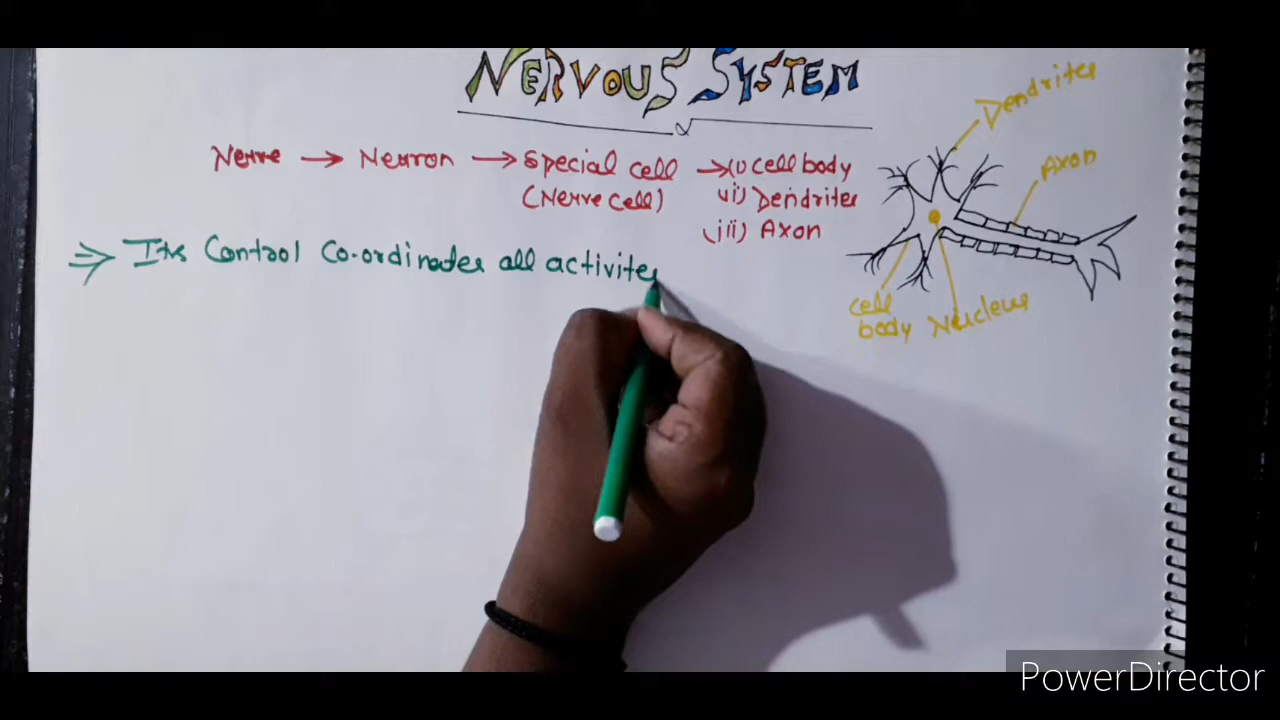 NERVOUS SYSTEM
Nerve → Neuron → Special cell → (i) cell body
(Nerve cell) (ii) Dendrites
(iii) Axon
⇒ Its Control Co-ordinates all activites
Dendrites
Axon
cell
body Nucleus
PowerDirector